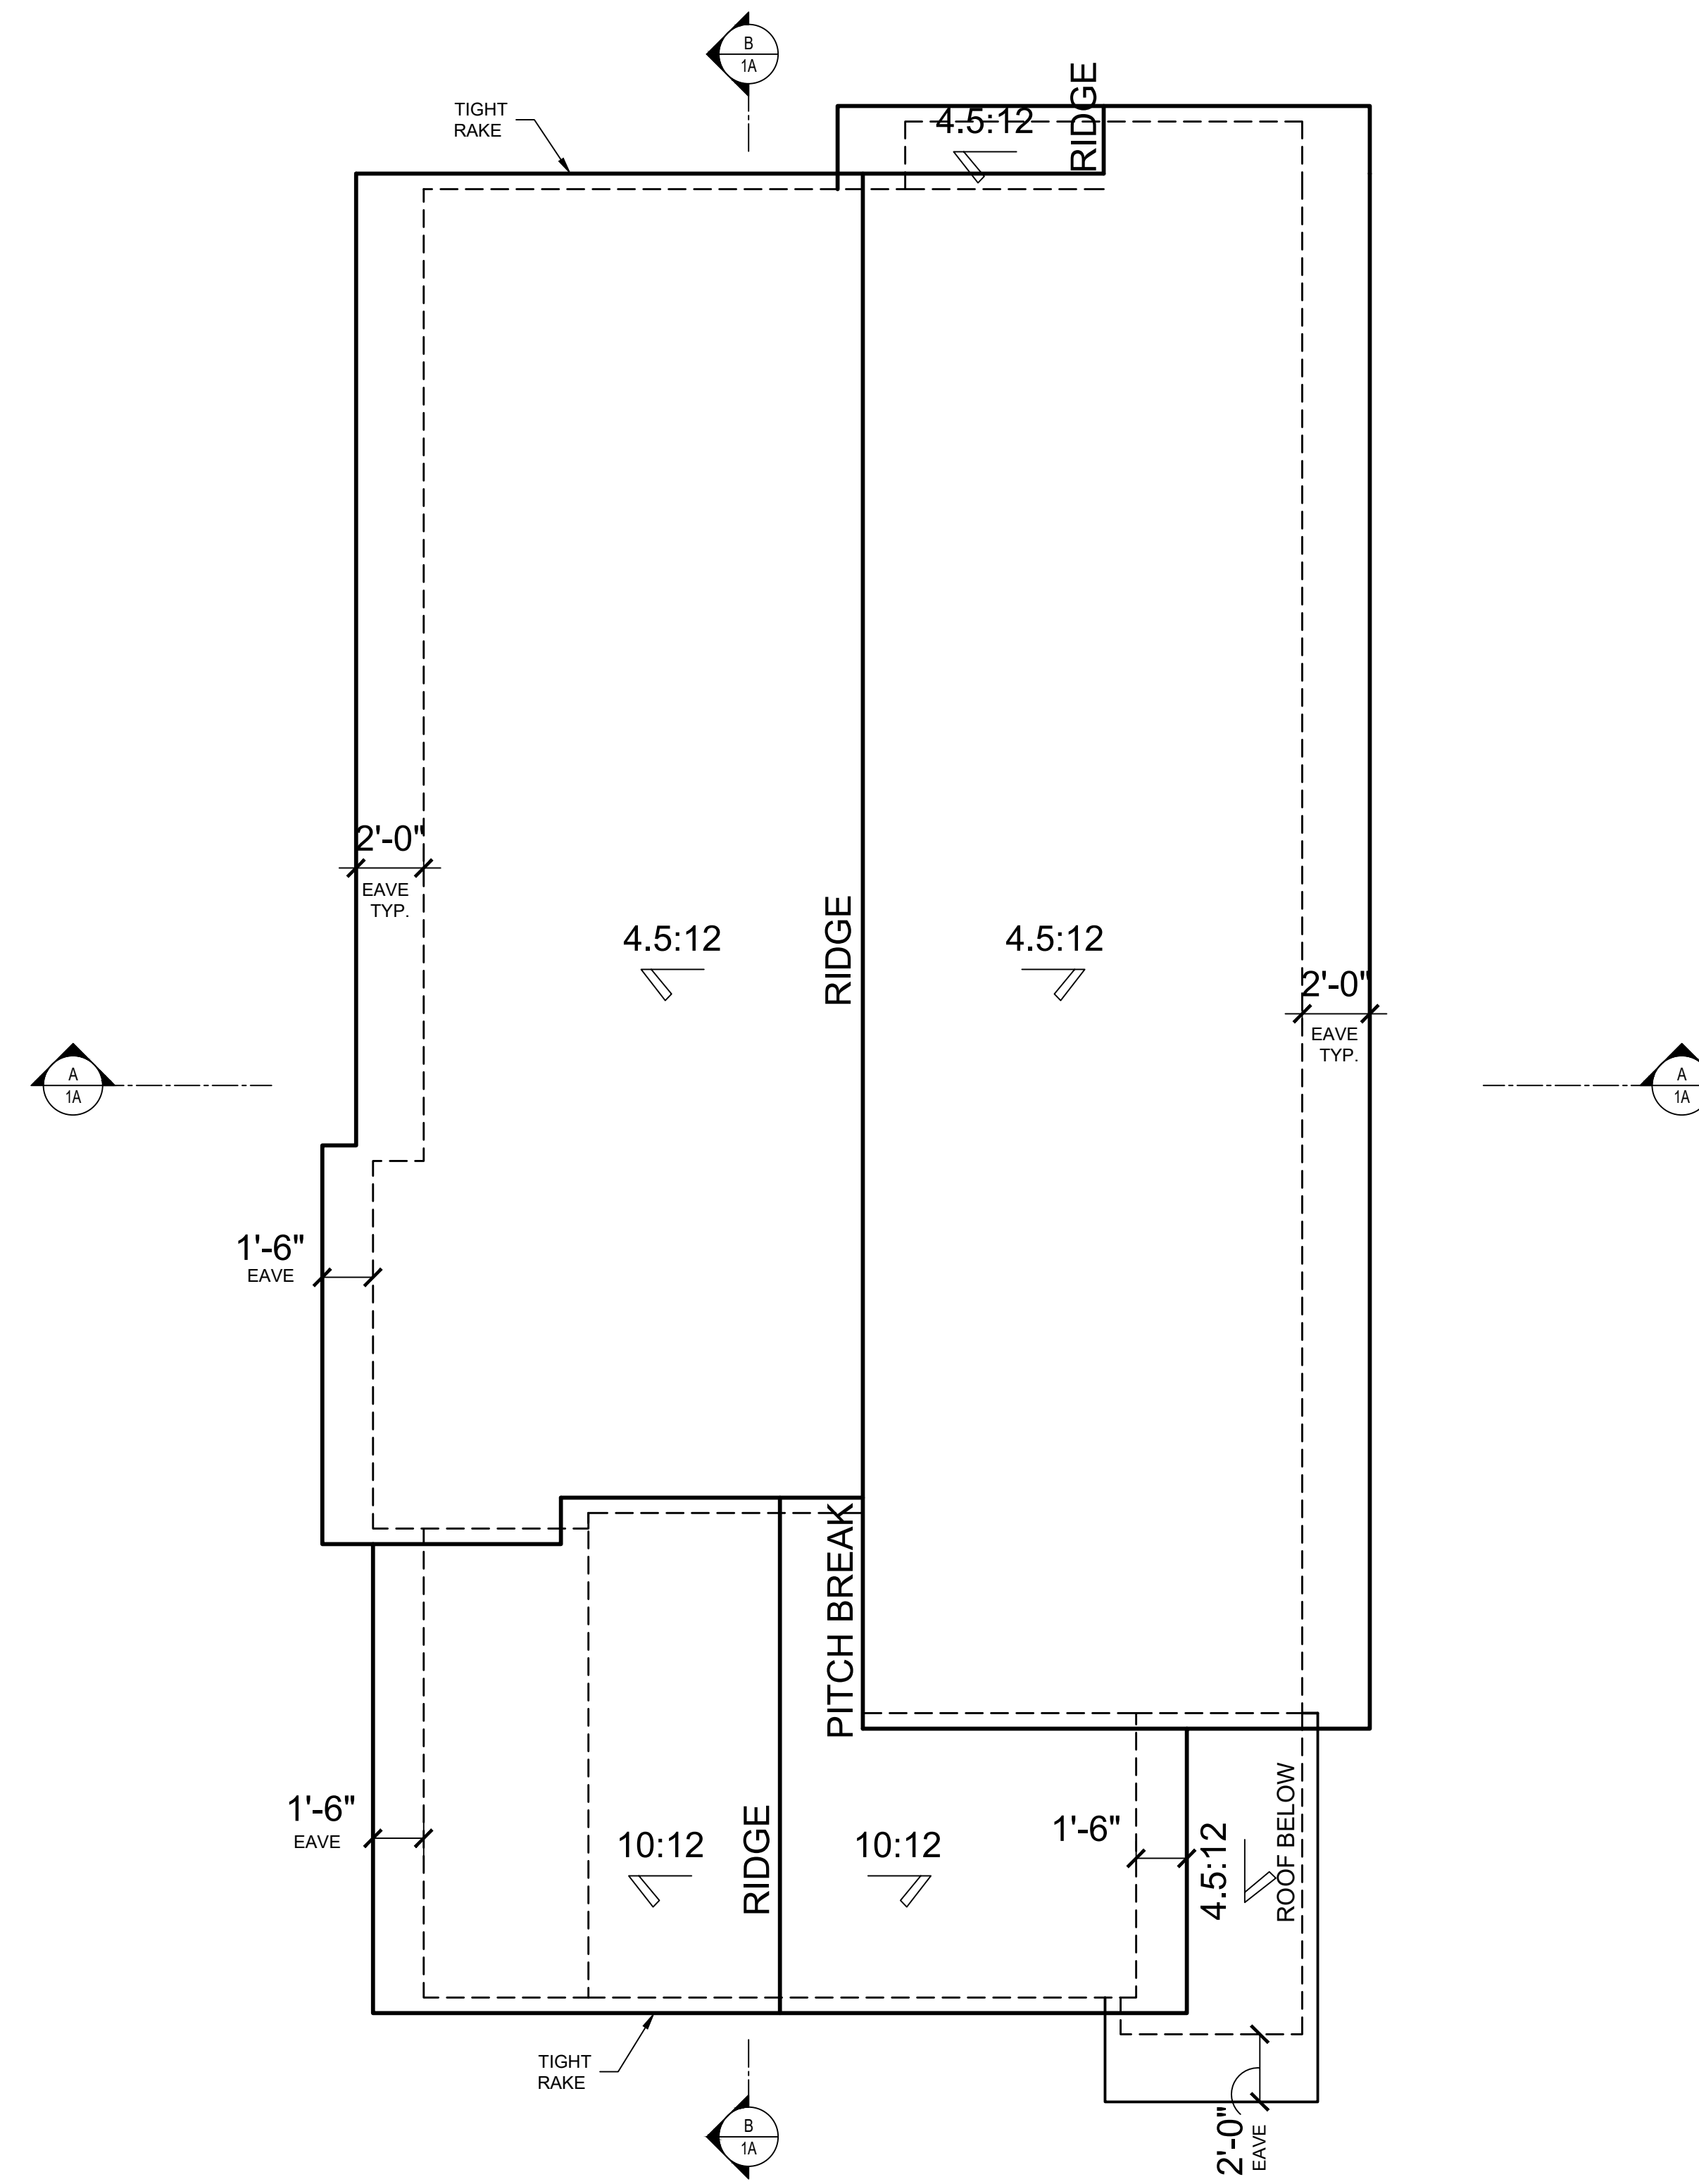 B
1A
RIDGE
TIGHT
RAKE
4.5:12
2'-0"
EAVE
TYP.
RIDGE
4.5:12
4.5:12
2'-0"
EAVE
TYP.
A
1A
A
1A
1'-6"
EAVE
PITCH BREAK
1'-6"
EAVE
10:12
RIDGE
10:12
1'-6"
4.5:12
ROOF BELOW
TIGHT
RAKE
B
1A
2'-0"
EAVE